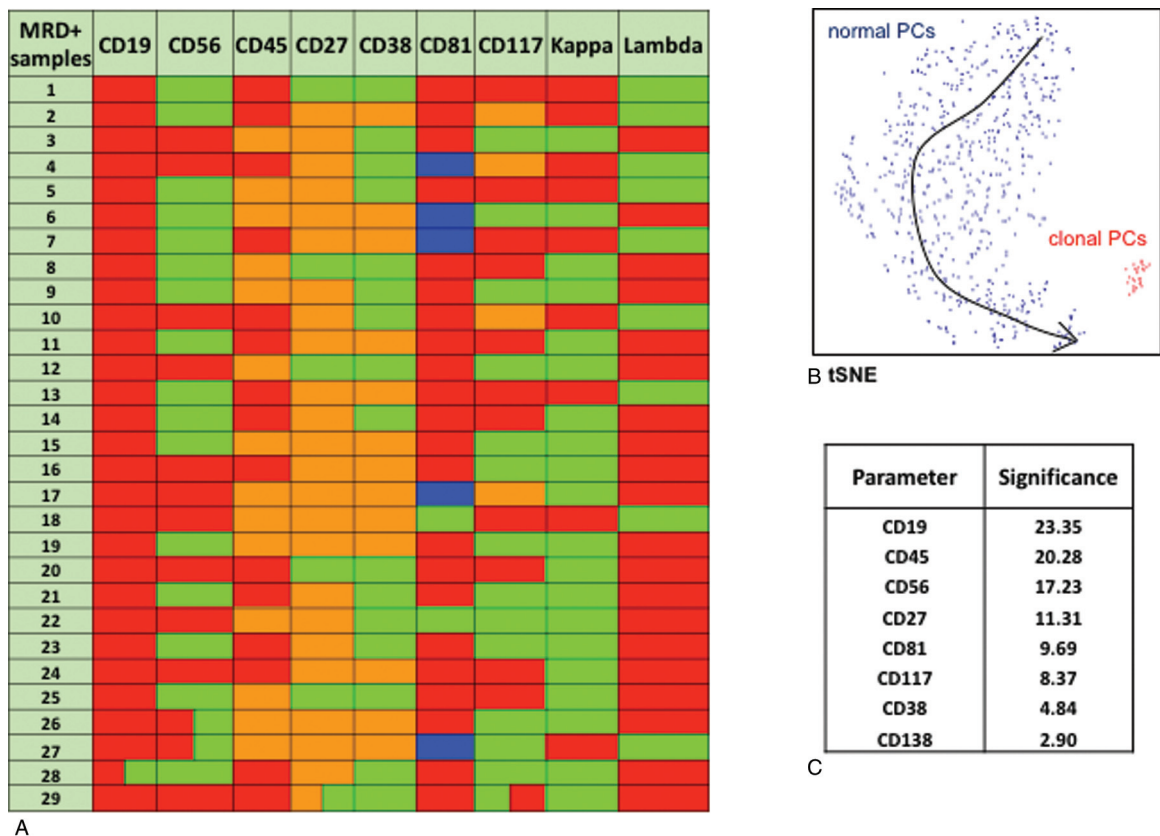 MRD+ samples CD19 CD56 CD45 CD27 CD38 CD81 CD117 Kappa Lambda
1
2
3
4
5
6
7
8
9
10
11
12
13
14
15
16
17
18
19
20
21
22
23
24
25
26
27
28
29
A
normal PCs
clonal PCs
B tSNE
Parameter Significance
CD19 23.35
CD45 20.28
CD56 17.23
CD27 11.31
CD81 9.69
CD117 8.37
CD38 4.84
CD138 2.90
C